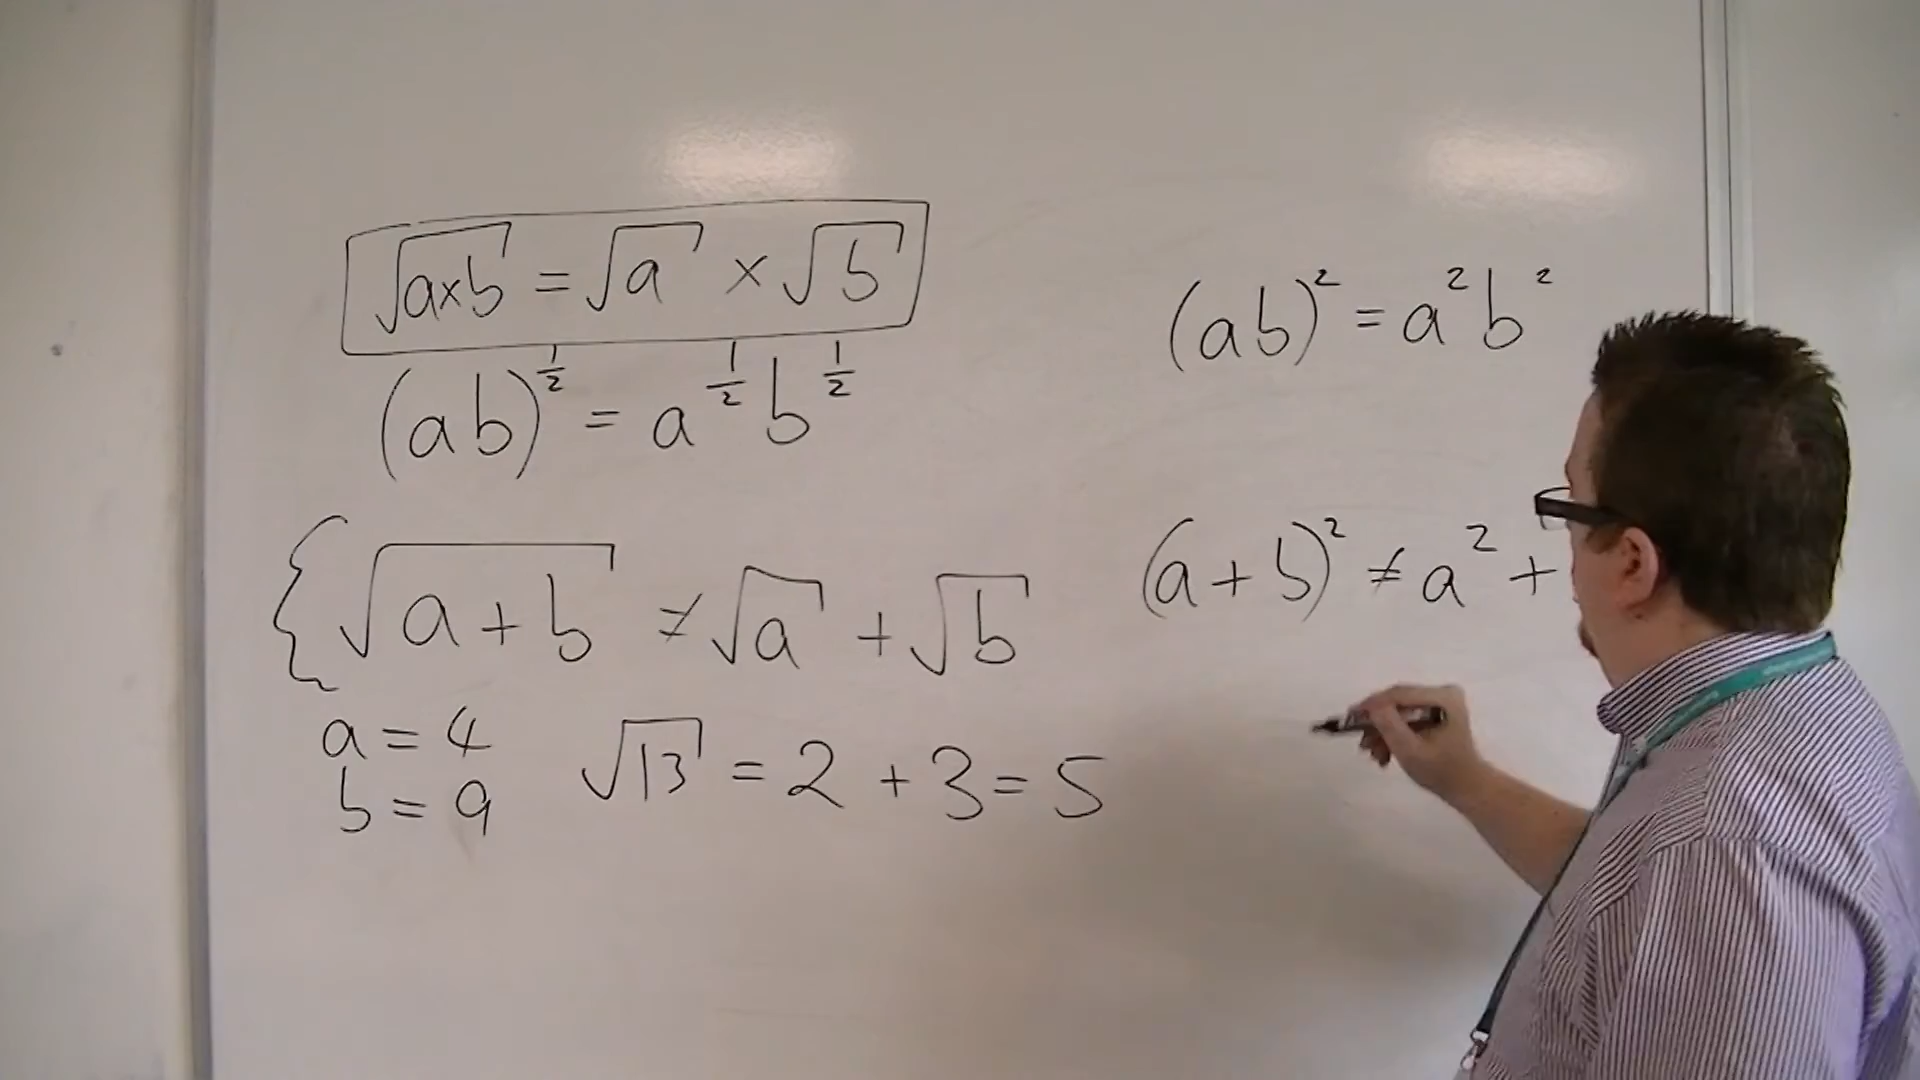 √(a×b) = √a × √b
(ab)^½ = a^½ b^½
{ √(a+b) ≠ √a + √b
a = 4
b = 9
√13 = 2 + 3 = 5
(ab)² = a²b²
(a+b)² ≠ a² +